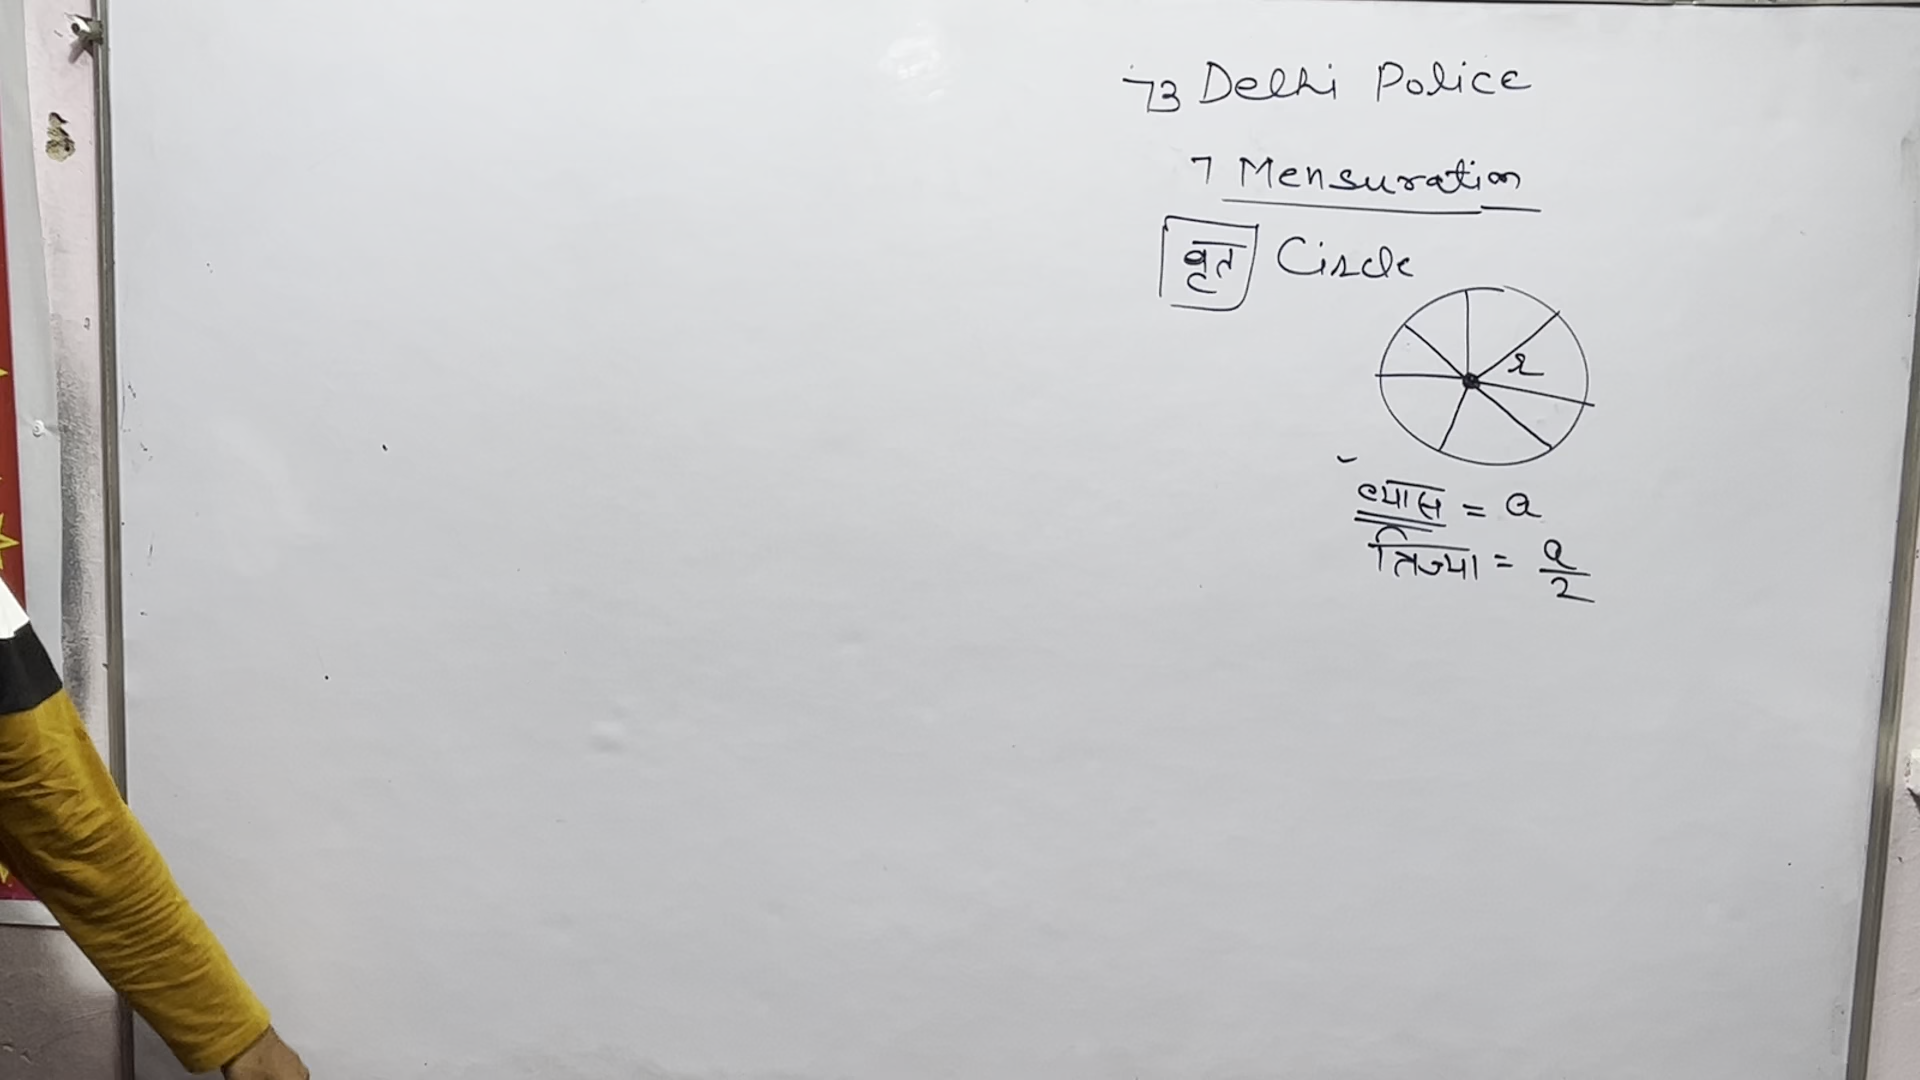 73 Delhi Police
7 Mensuration
वृत Circle
r
व्यास = a
त्रिज्या = a/2